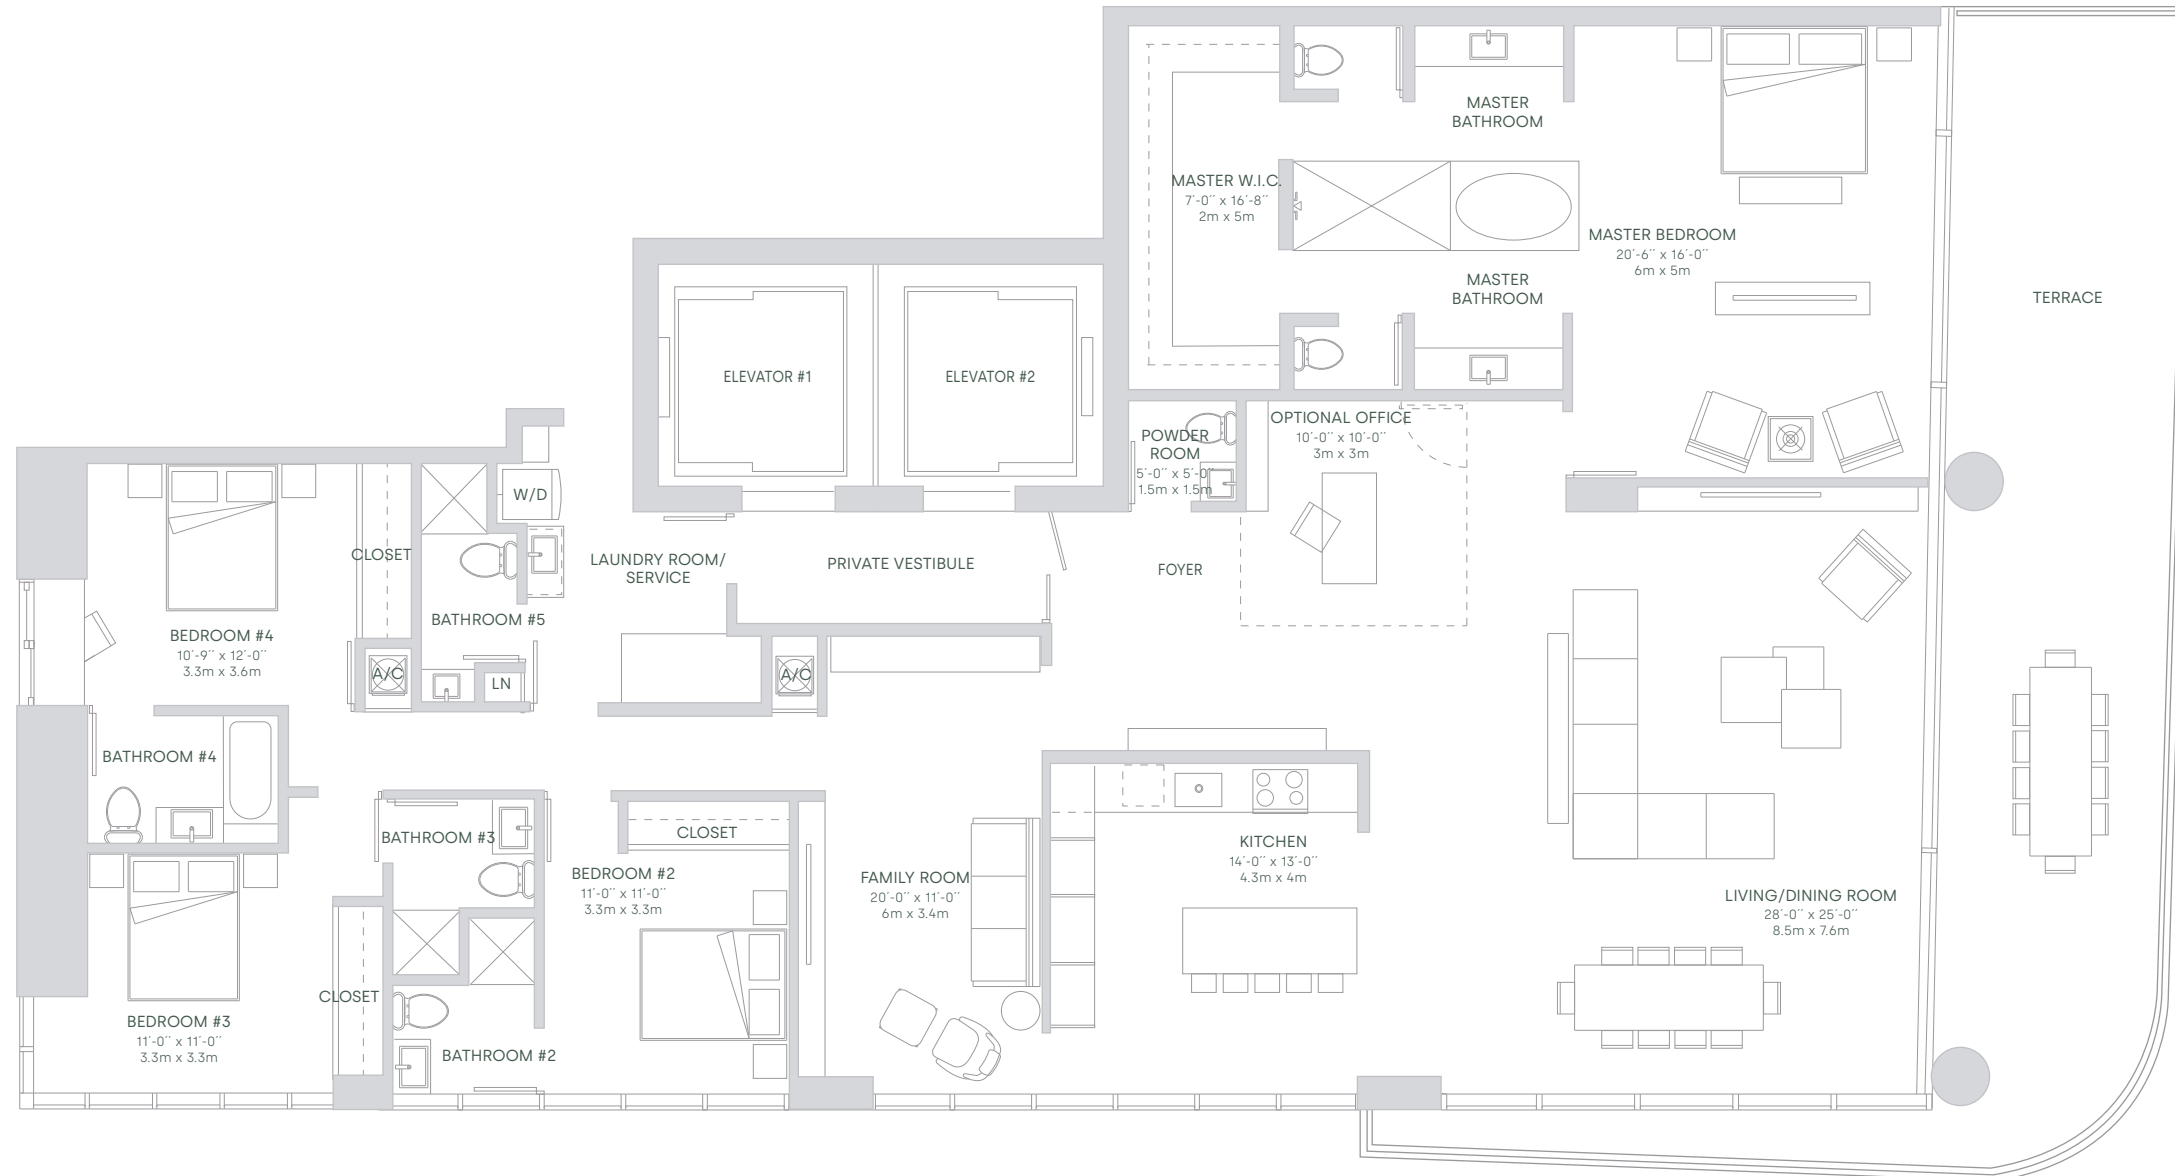 MASTER
BATHROOM
MASTER W.I.C.
7´-0´´ x 16´-8´´
2m x 5m
MASTER BEDROOM
20´-6´´ x 16´-0´´
6m x 5m
MASTER
BATHROOM
TERRACE
ELEVATOR #1
ELEVATOR #2
OPTIONAL OFFICE
10´-0´´ x 10´-0´´
3m x 3m
POWDER
ROOM
5´-0´´ x 5´-0´´
1.5m x 1.5m
W/D
CLOSET
LAUNDRY ROOM/
SERVICE
PRIVATE VESTIBULE
FOYER
BATHROOM #5
BEDROOM #4
10´-9´´ x 12´-0´´
3.3m x 3.6m
A/C
LN
A/C
BATHROOM #4
BATHROOM #3
CLOSET
KITCHEN
14´-0´´ x 13´-0´´
4.3m x 4m
BEDROOM #2
11´-0´´ x 11´-0´´
3.3m x 3.3m
FAMILY ROOM
20´-0´´ x 11´-0´´
6m x 3.4m
LIVING/DINING ROOM
28´-0´´ x 25´-0´´
8.5m x 7.6m
CLOSET
BEDROOM #3
11´-0´´ x 11´-0´´
3.3m x 3.3m
BATHROOM #2